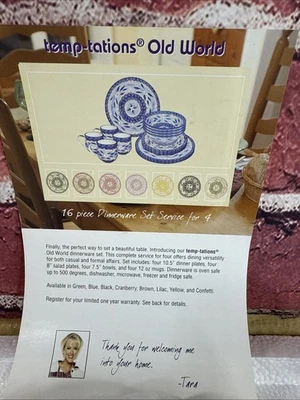 temp-tations® Old World
16 piece Dinnerware Set Service for 4
Finally, the perfect way to set a beautiful table. Introducing our temp-tations®
Old World dinnerware set. This complete service for four offers dining versatility
for both casual and formal affairs. Set includes: four 10.5" dinner plates, four
8" salad plates, four 7.5" bowls, and four 12 oz mugs. Dinnerware is oven safe
up to 500 degrees, dishwasher, microwave, freezer and fridge safe.
Available in Green, Blue, Black, Cranberry, Brown, Lilac, Yellow, and Confetti.
Register for your limited one year warranty. See back for details.
Thank you for welcoming me
into your home.
-Tara